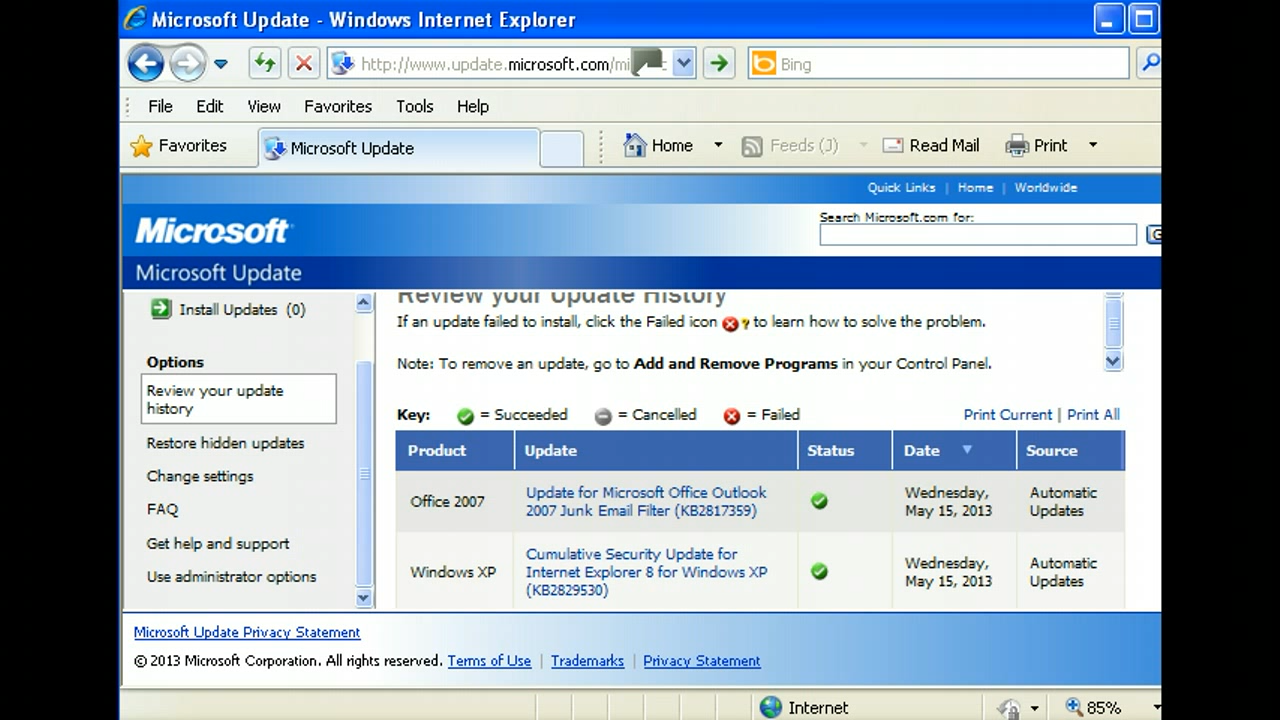 Microsoft Update - Windows Internet Explorer
http://www.update.microsoft.com/mi
Bing
File Edit View Favorites Tools Help
Favorites Microsoft Update Home Feeds (J) Read Mail Print
Quick Links | Home | Worldwide
Microsoft
Search Microsoft.com for:
G
Microsoft Update
Install Updates (0)
Options
Review your update
history
Restore hidden updates
Change settings
FAQ
Get help and support
Use administrator options
Review your Update History
If an update failed to install, click the Failed icon ? to learn how to solve the problem.
Note: To remove an update, go to Add and Remove Programs in your Control Panel.
Key: = Succeeded = Cancelled = Failed Print Current | Print All
Product Update Status Date Source
Office 2007
Update for Microsoft Office Outlook
2007 Junk Email Filter (KB2817359)
Wednesday,
May 15, 2013
Automatic
Updates
Windows XP
Cumulative Security Update for
Internet Explorer 8 for Windows XP
(KB2829530)
Wednesday,
May 15, 2013
Automatic
Updates
Microsoft Update Privacy Statement
© 2013 Microsoft Corporation. All rights reserved. Terms of Use | Trademarks | Privacy Statement
Internet 85%